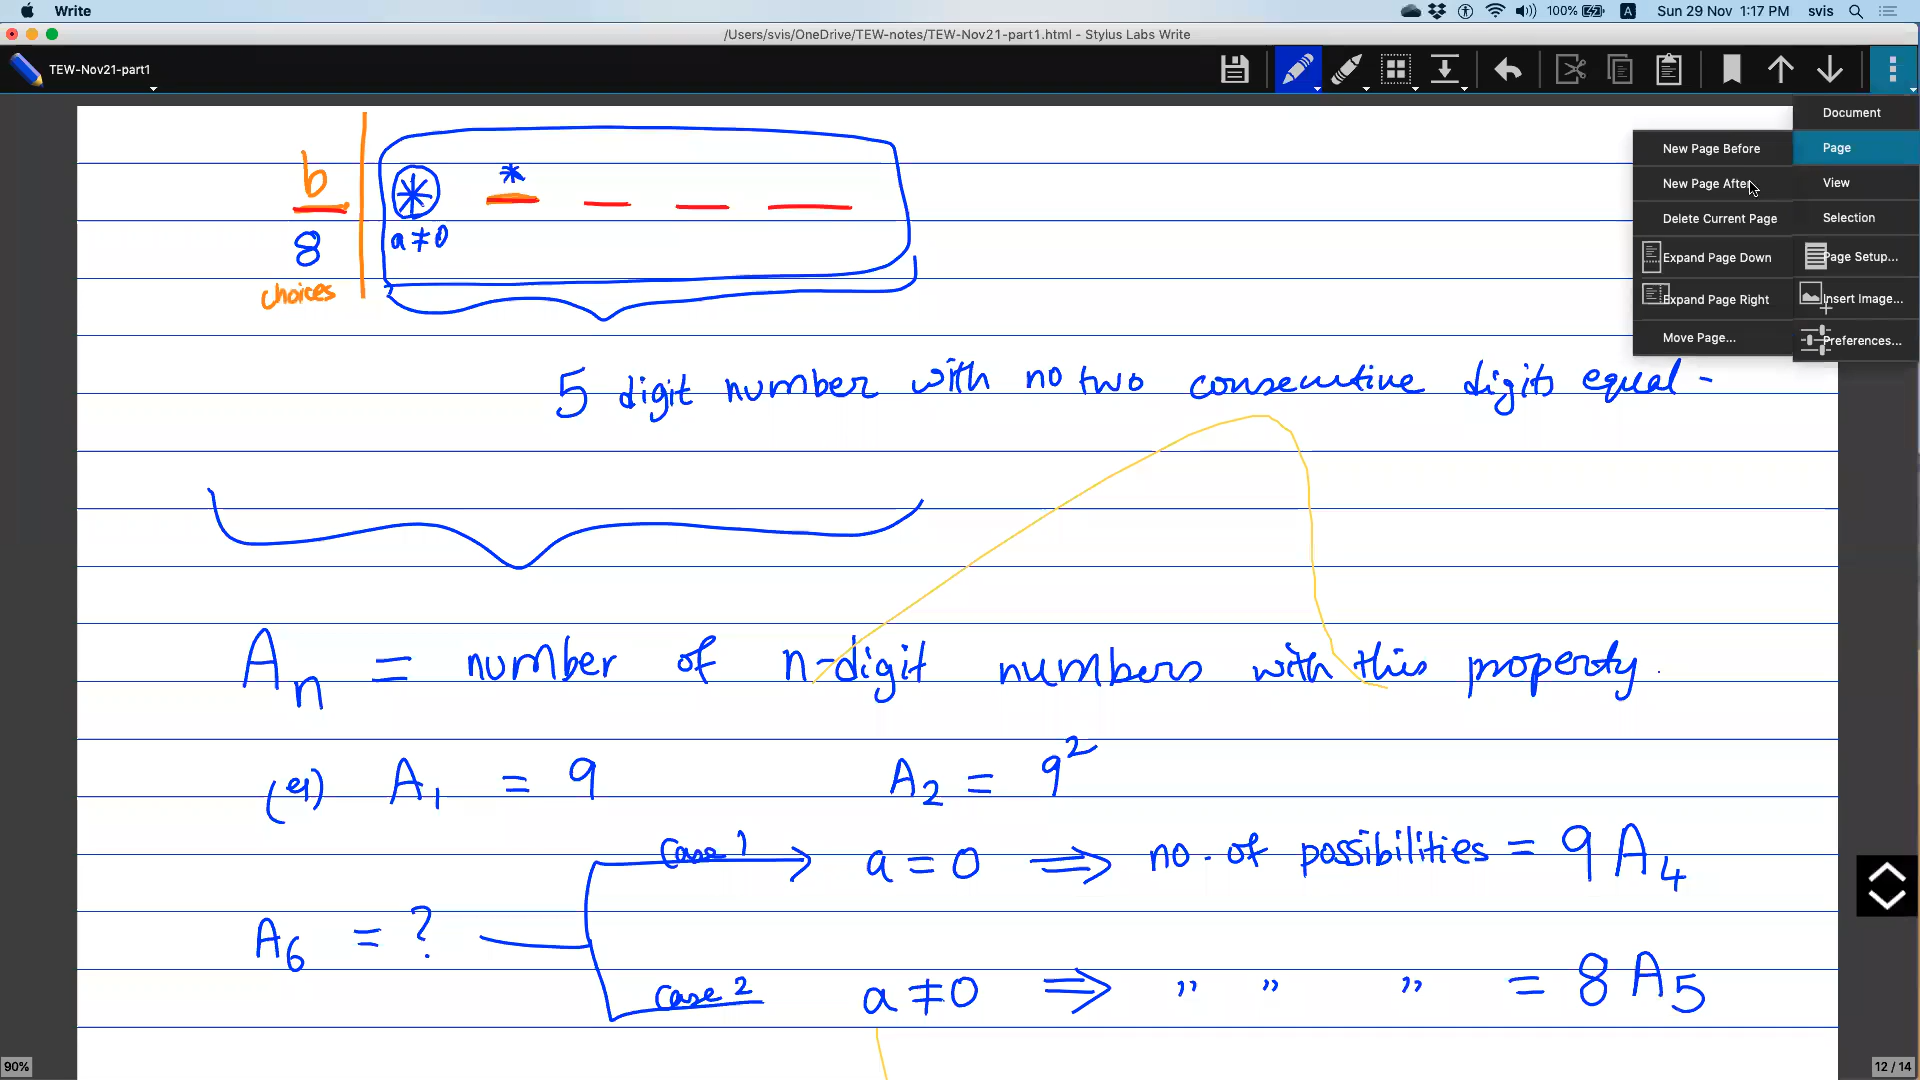 Write
100%
A
Sun 29 Nov 1:17 PM
svis
/Users/svis/OneDrive/TEW-notes/TEW-Nov21-part1.html - Stylus Labs Write
TEW-Nov21-part1
Document
New Page Before
Page
New Page After
View
Delete Current Page
Selection
Expand Page Down
Page Setup...
Expand Page Right
Insert Image...
Move Page...
Preferences...
b
* *
8
a ≠ 0
choices
5 digit number with no two consecutive digits equal -
An = number of n-digit numbers with this property.
A1 = 9 A2 = 9^2
Case 1 a = 0 ⟹ no. of possibilities = 9 A4
A6 = ?
Case 2 a ≠ 0 ⟹ " " " = 8 A5
90%
12 / 14